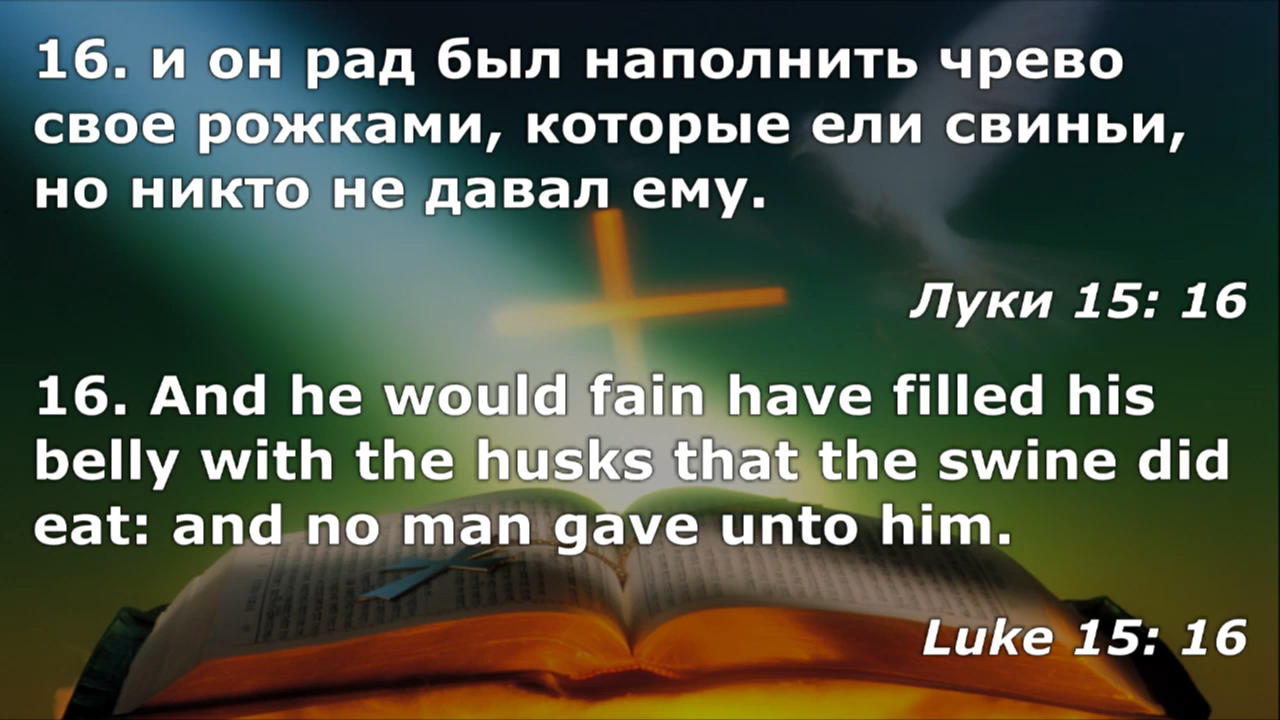 16. и он рад был наполнить чрево
свое рожками, которые ели свиньи,
но никто не давал ему.
Луки 15: 16
16. And he would fain have filled his
belly with the husks that the swine did
eat: and no man gave unto him.
Luke 15: 16